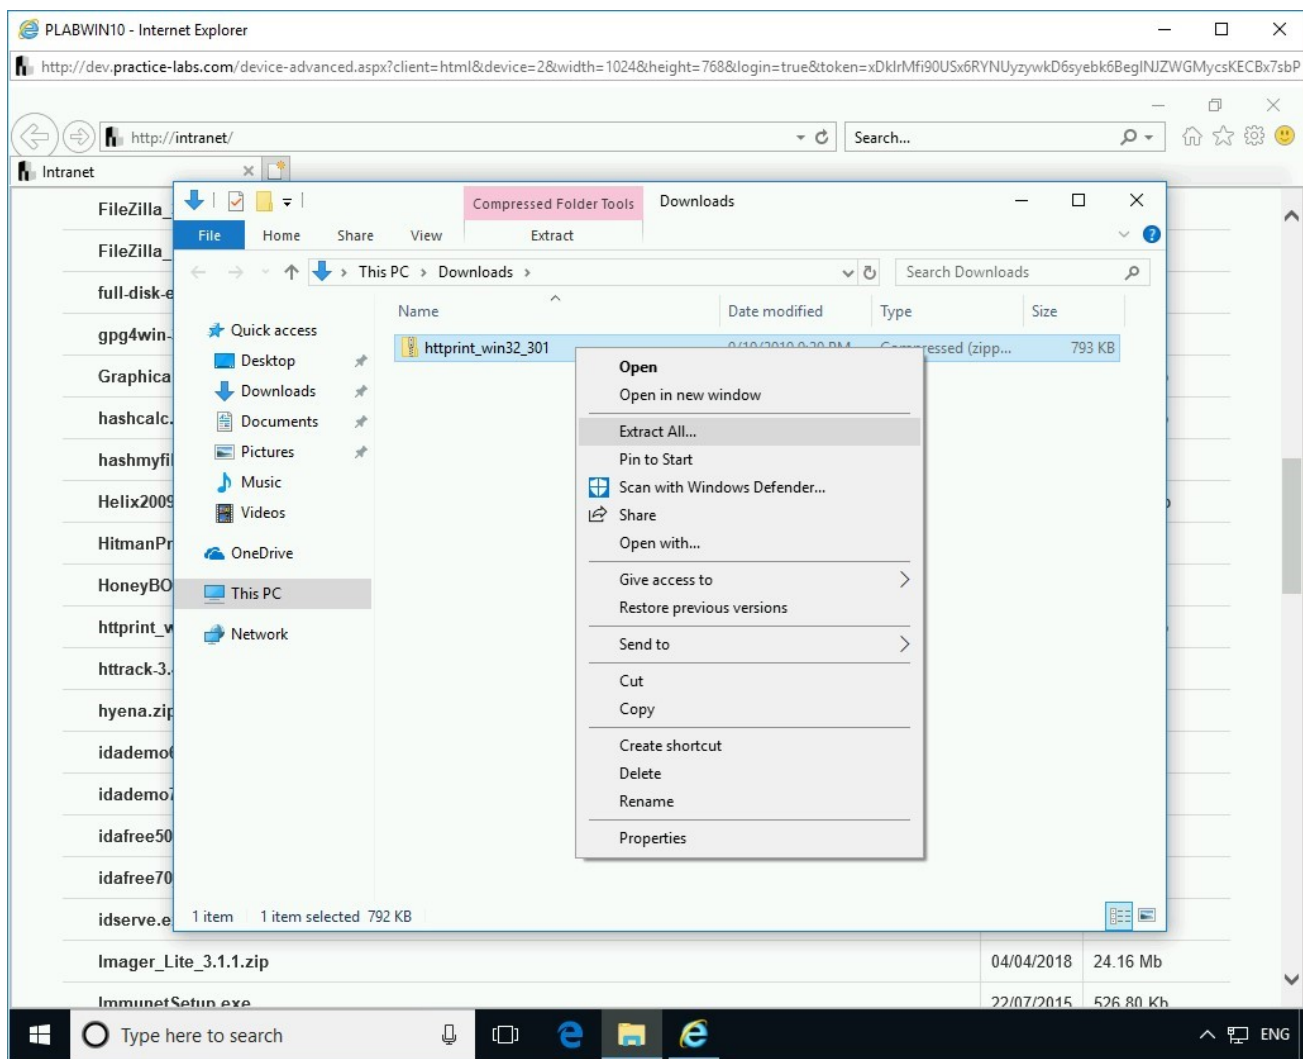 PLABWIN10 - Internet Explorer
http://dev.practice-labs.com/device-advanced.aspx?client=html&device=2&width=1024&height=768&login=true&token=xDklrMfi90USx6RYNUyzywkD6syebk6BegINJZWGMycsKECBx7sbP
http://intranet/
Search...
Intranet
Compressed Folder Tools
Downloads
File Home Share View Extract
This PC > Downloads >
Search Downloads
Name Date modified Type Size
httprint_win32_301 793 KB
Quick access
Desktop
Downloads
Documents
Pictures
Music
Videos
OneDrive
This PC
Network
Open
Open in new window
Extract All...
Pin to Start
Scan with Windows Defender...
Share
Open with...
Give access to
Restore previous versions
Send to
Cut
Copy
Create shortcut
Delete
Rename
Properties
1 item 1 item selected 792 KB
FileZilla_
FileZilla_
full-disk-e
gpg4win-
Graphica
hashcalc.
hashmyfil
Helix2009
HitmanPr
HoneyBO
httprint_w
httrack-3.
hyena.zip
idademo6
idademo7
idafree50
idafree70
idserve.e
Imager_Lite_3.1.1.zip 04/04/2018 24.16 Mb
ImmunetSetup.exe 22/07/2015 526.80 Kb
Type here to search
ENG